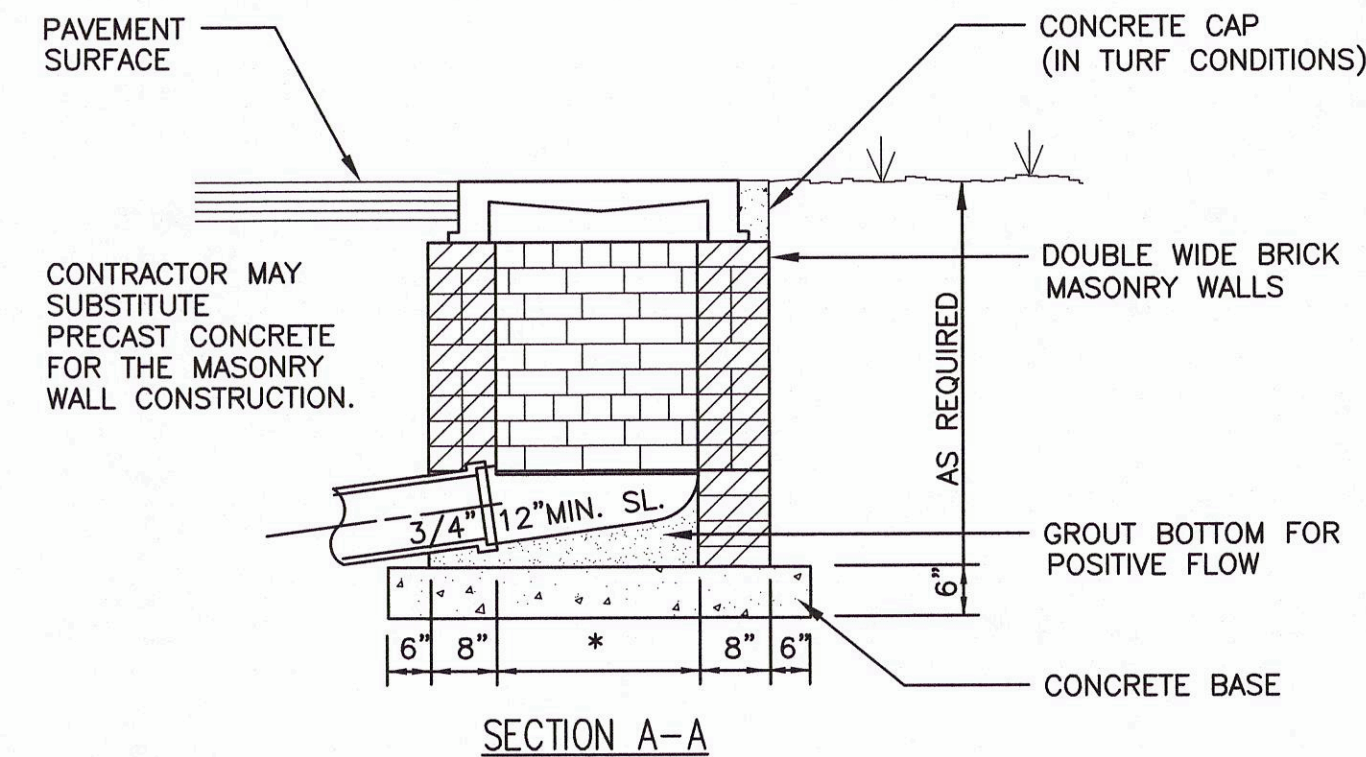 PAVEMENT
SURFACE
CONCRETE CAP
(IN TURF CONDITIONS)
CONTRACTOR MAY
SUBSTITUTE
PRECAST CONCRETE
FOR THE MASONRY
WALL CONSTRUCTION.
DOUBLE WIDE BRICK
MASONRY WALLS
AS REQUIRED
3/4" 12"MIN. SL.
GROUT BOTTOM FOR
POSITIVE FLOW
6"
6" 8" * 8" 6"
CONCRETE BASE
SECTION A-A